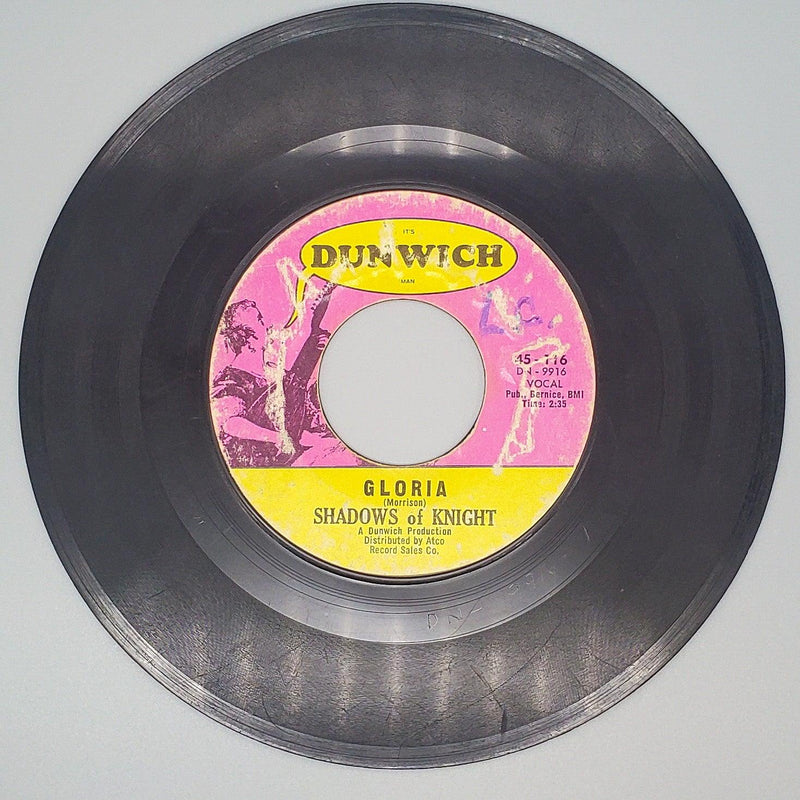 IT'S
DUNWICH
MAN
L.C.
45-116
DN-9916
VOCAL
Pub., Bernice, BMI
Time: 2:35
GLORIA
(Morrison)
SHADOWS of KNIGHT
A Dunwich Production
Distributed by Atco
Record Sales Co.
DN-